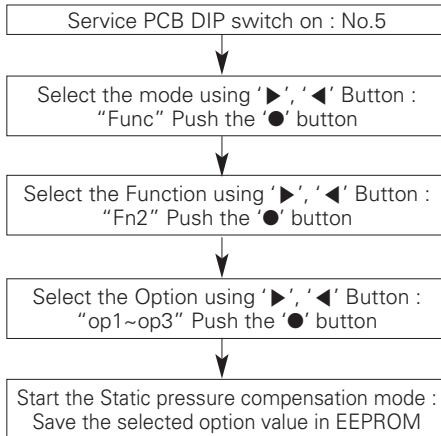 Service PCB DIP switch on : No.5
Select the mode using ‘▶’, ‘◀’ Button :
“Func” Push the ‘●’ button
Select the Function using ‘▶’, ‘◀’ Button :
“Fn2” Push the ‘●’ button
Select the Option using ‘▶’, ‘◀’ Button :
“op1~op3” Push the ‘●’ button
Start the Static pressure compensation mode :
Save the selected option value in EEPROM